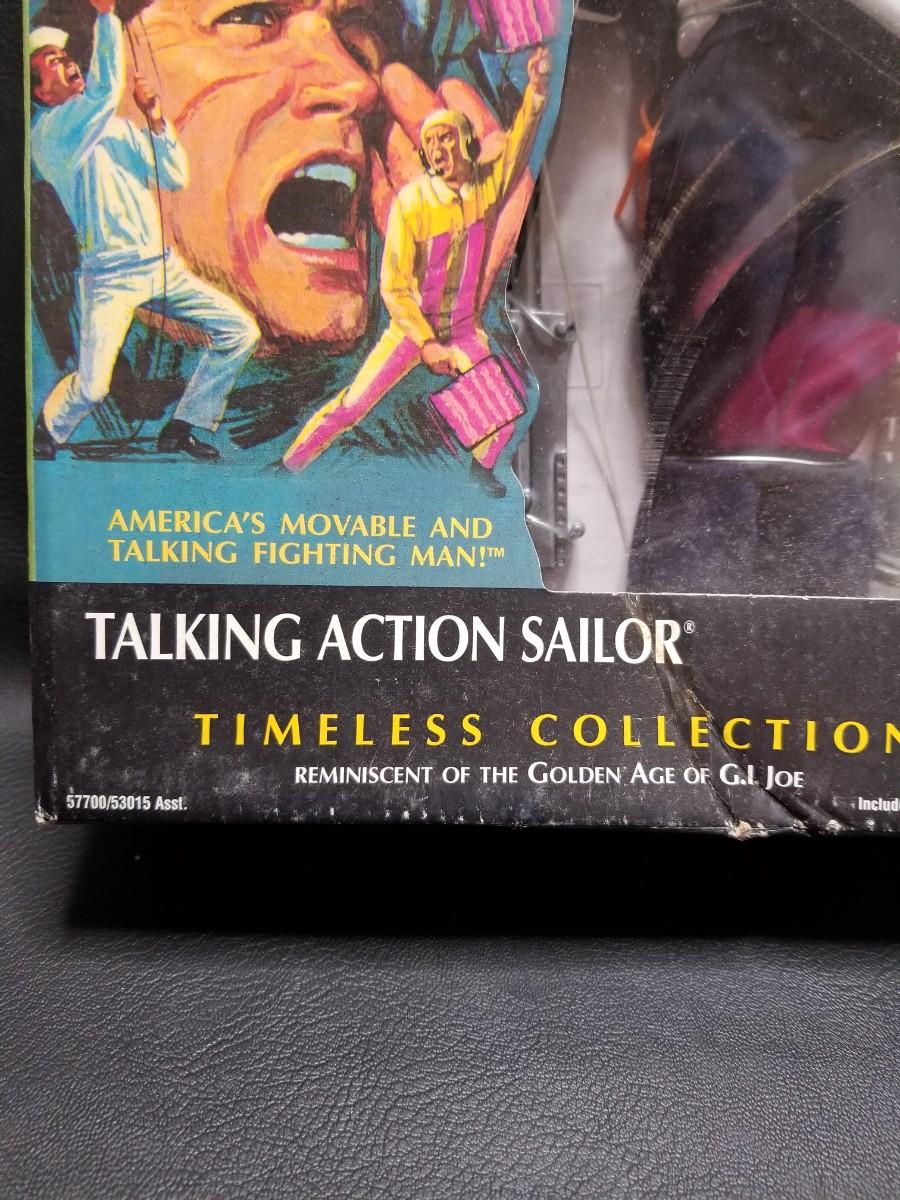 AMERICA'S MOVABLE AND
TALKING FIGHTING MAN!™
TALKING ACTION SAILOR®
TIMELESS COLLECTION
REMINISCENT OF THE GOLDEN AGE OF G.I. JOE
57700/53015 Asst.
Include